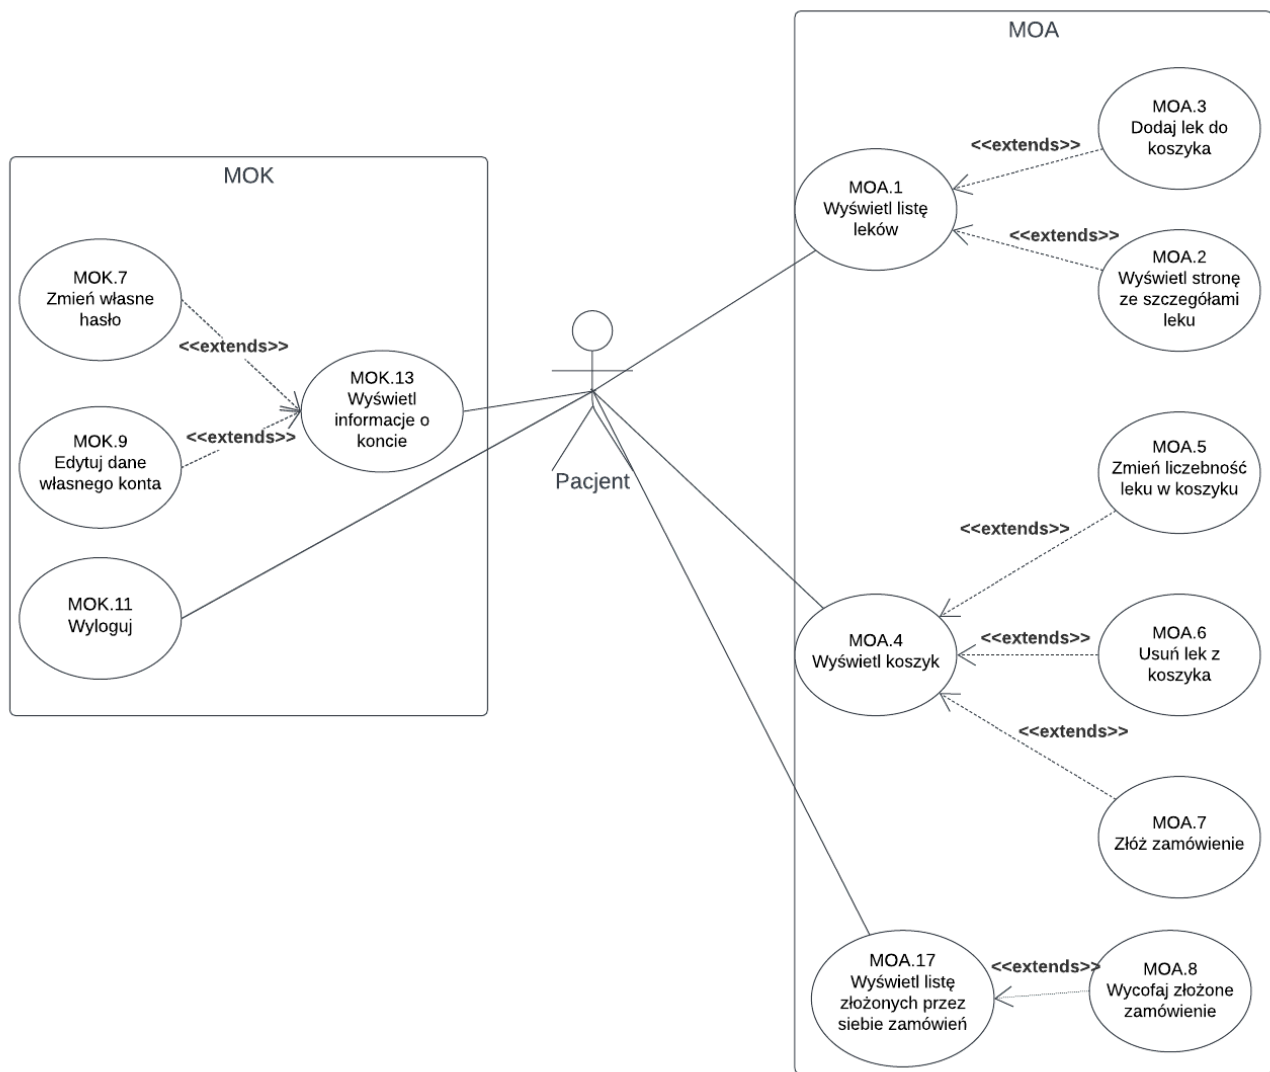 MOK
MOK.7
Zmień własne
hasło
<<extends>>
MOK.13
Wyświetl
informacje o
koncie
MOK.9
Edytuj dane
własnego konta
<<extends>>
MOK.11
Wyloguj
Pacjent
MOA
MOA.1
Wyświetl listę
leków
<<extends>>
MOA.3
Dodaj lek do
koszyka
<<extends>>
MOA.2
Wyświetl stronę
ze szczegółami
leku
MOA.4
Wyświetl koszyk
<<extends>>
MOA.5
Zmień liczebność
leku w koszyku
<<extends>>
MOA.6
Usuń lek z
koszyka
<<extends>>
MOA.7
Złóż zamówienie
MOA.17
Wyświetl listę
złożonych przez
siebie zamówień
<<extends>>
MOA.8
Wycofaj złożone
zamówienie